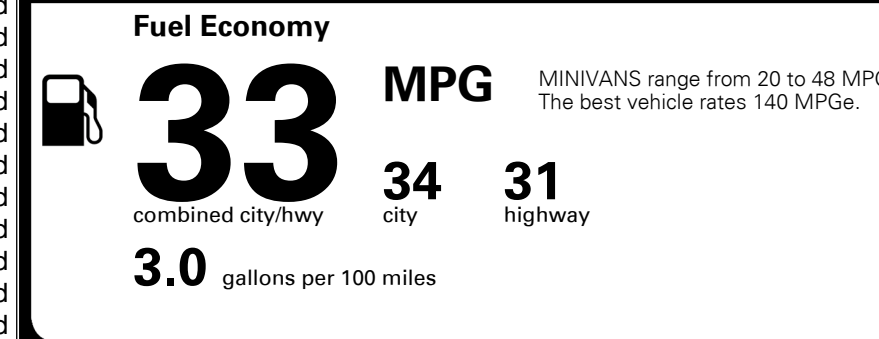 Fuel Economy
33 MPG
MINIVANS range from 20 to 48 MPG
The best vehicle rates 140 MPGe.
34 31
combined city/hwy city highway
3.0 gallons per 100 miles
d
d
d
d
d
d
d
d
d
d
d